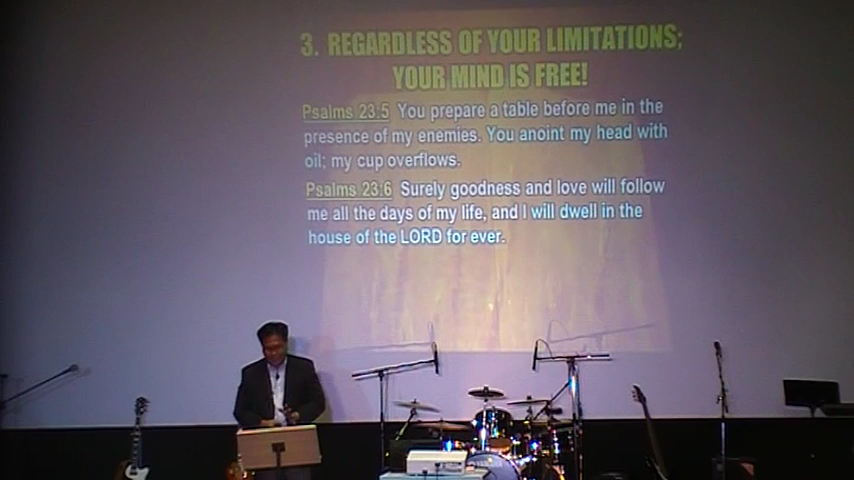 3. REGARDLESS OF YOUR LIMITATIONS;
YOUR MIND IS FREE!
Psalms 23.5 You prepare a table before me in the
presence of my enemies. You anoint my head with
oil; my cup overflows.
Psalms 23:6 Surely goodness and love will follow
me all the days of my life, and I will dwell in the
house of the LORD for ever.
YAMAHA